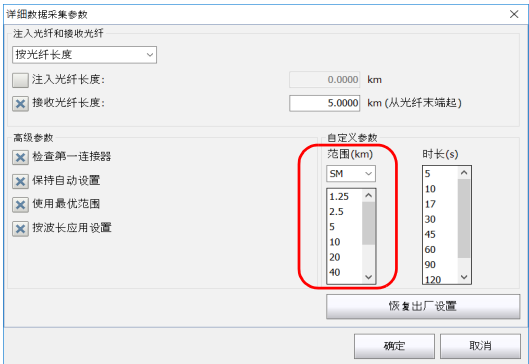 详细数据采集参数
注入光纤和接收光纤
按光纤长度
注入光纤长度: 0.0000 km
接收光纤长度: 5.0000 km (从光纤末端起)
高级参数
检查第一连接器
保持自动设置
使用最优范围
按波长应用设置
自定义参数
范围(km)
SM
1.25
2.5
5
10
20
40
时长(s)
5
10
17
30
45
60
90
120
恢复出厂设置
确定 取消